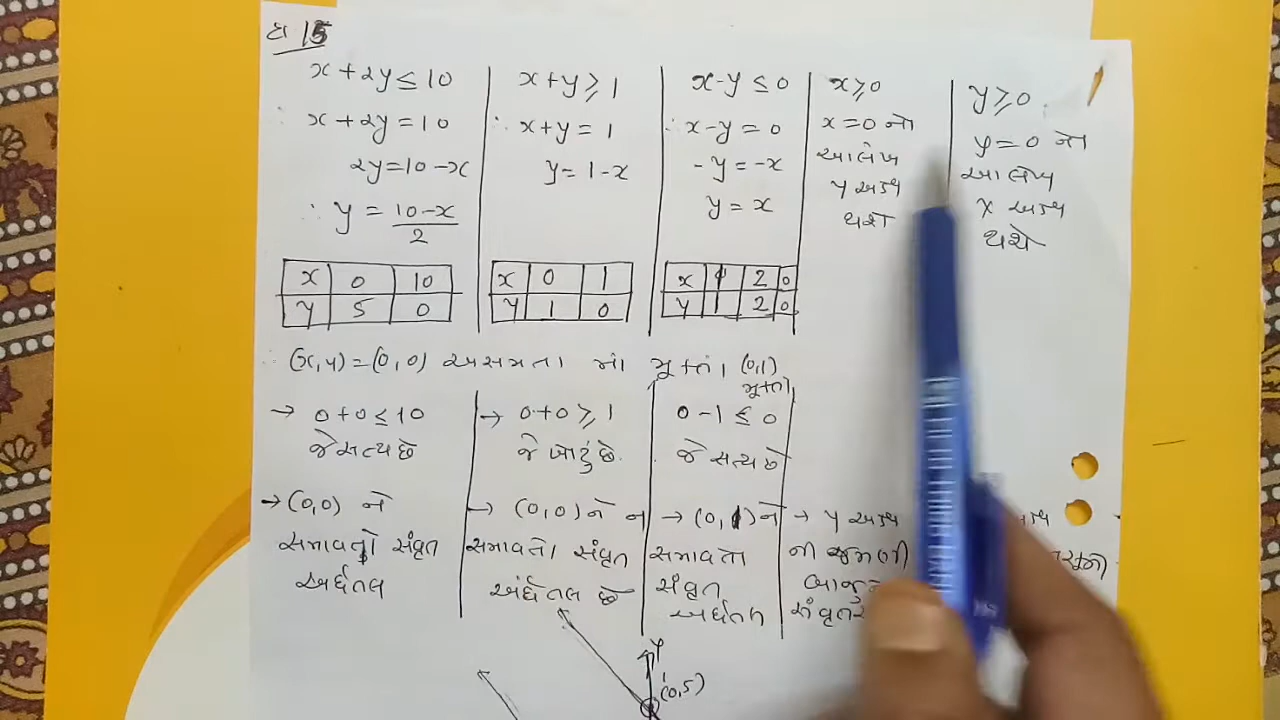 દા 15
x + 2y ≤ 10
∴ x + 2y = 10
2y = 10 - x
∴ y = (10-x)/2
x 0 10
y 5 0
x + y ≥ 1
∴ x + y = 1
y = 1 - x
x 0 1
y 1 0
x - y ≤ 0
∴ x - y = 0
- y = - x
y = x
x 1 2 0
y 1 2 0
x ≥ 0
x = 0 નો
આલેખ
y અક્ષ
થશે
y ≥ 0
y = 0 નો
આલેખ
x અક્ષ
થશે
∴ (x, y) = (0, 0) અસમતા માં મૂકતાં, (0,1)
મૂકતાં
→ 0 + 0 ≤ 10
જે સત્ય છે
→ (0,0) ને
સમાવતો સંવૃત
અર્ધતલ
→ 0 + 0 ≥ 1
જે ખોટું છે.
→ (0,0) ને ન
સમાવતો સંવૃત
અર્ધતલ છે
0 - 1 ≤ 0
જે સત્ય છે
→ (0, 1) ને
સમાવતા
સંવૃત
અર્ધતલ
→ y અક્ષ
ની જમણી
y
(0,5)